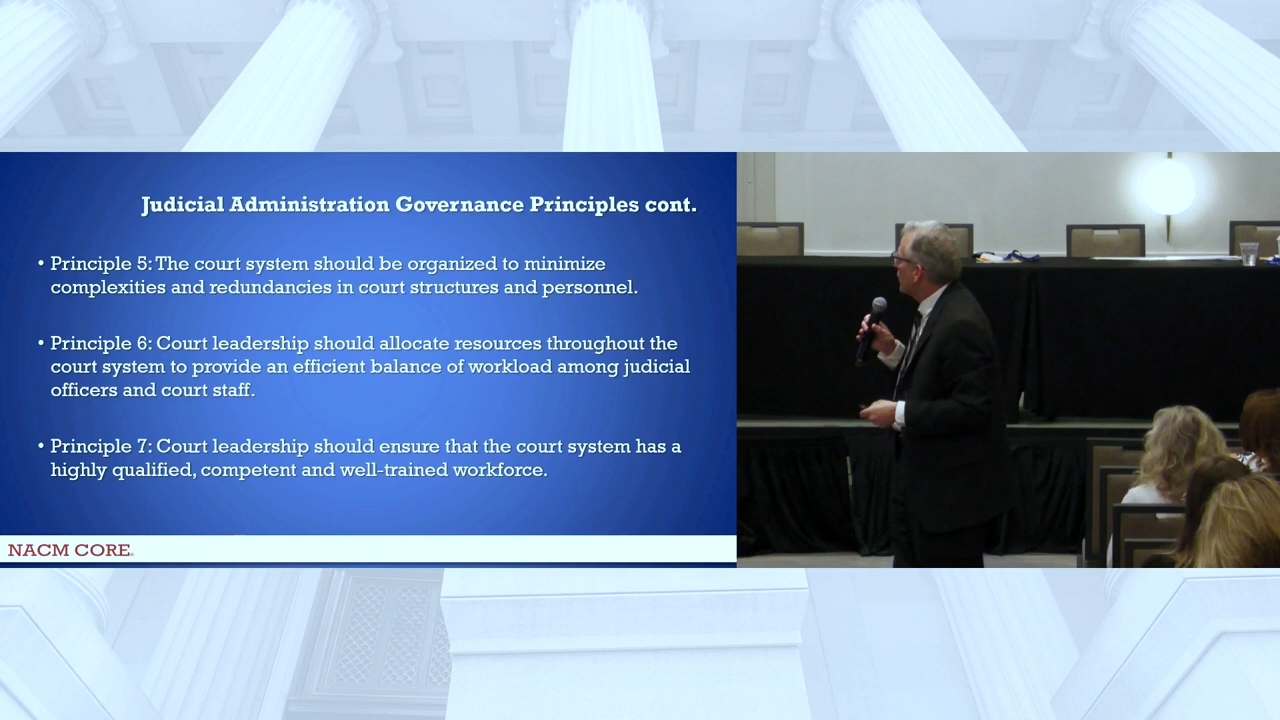 Judicial Administration Governance Principles cont.
• Principle 5: The court system should be organized to minimize
complexities and redundancies in court structures and personnel.
• Principle 6: Court leadership should allocate resources throughout the
court system to provide an efficient balance of workload among judicial
officers and court staff.
• Principle 7: Court leadership should ensure that the court system has a
highly qualified, competent and well-trained workforce.
NACM CORE